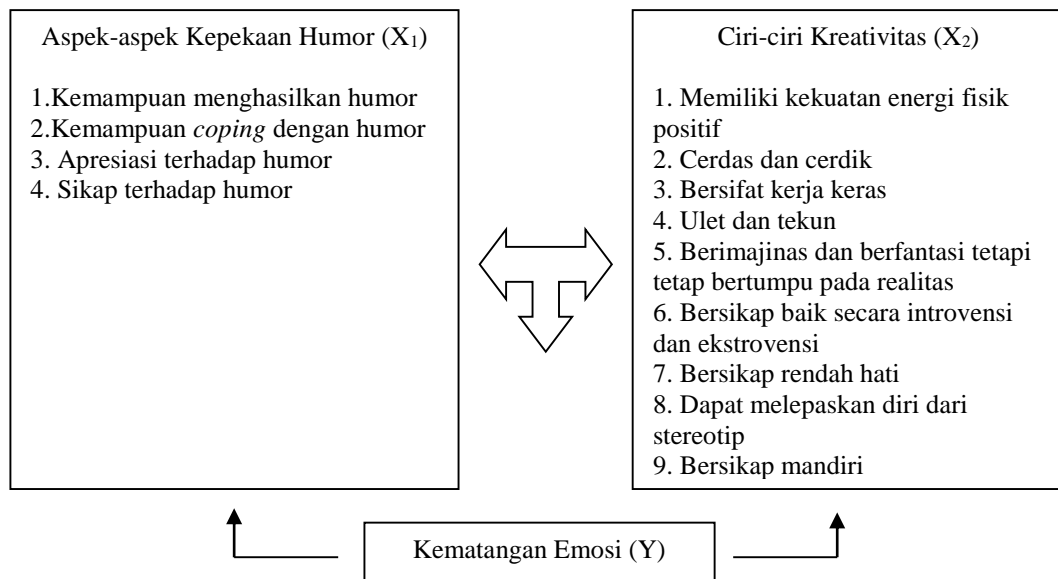 Aspek-aspek Kepekaan Humor (X₁)
1.Kemampuan menghasilkan humor
2.Kemampuan coping dengan humor
3. Apresiasi terhadap humor
4. Sikap terhadap humor
Ciri-ciri Kreativitas (X₂)
1. Memiliki kekuatan energi fisik
positif
2. Cerdas dan cerdik
3. Bersifat kerja keras
4. Ulet dan tekun
5. Berimajinas dan berfantasi tetapi
tetap bertumpu pada realitas
6. Bersikap baik secara introvensi
dan ekstrovensi
7. Bersikap rendah hati
8. Dapat melepaskan diri dari
stereotip
9. Bersikap mandiri
Kematangan Emosi (Y)